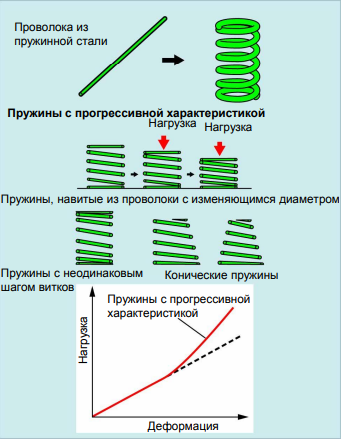 Проволока из
пружинной стали
Пружины с прогрессивной характеристикой
Нагрузка
Нагрузка
Пружины, навитые из проволоки с изменяющимся диаметром
Пружины с неодинаковым
шагом витков
Конические пружины
Пружины с прогрессивной
характеристикой
Нагрузка
Деформация